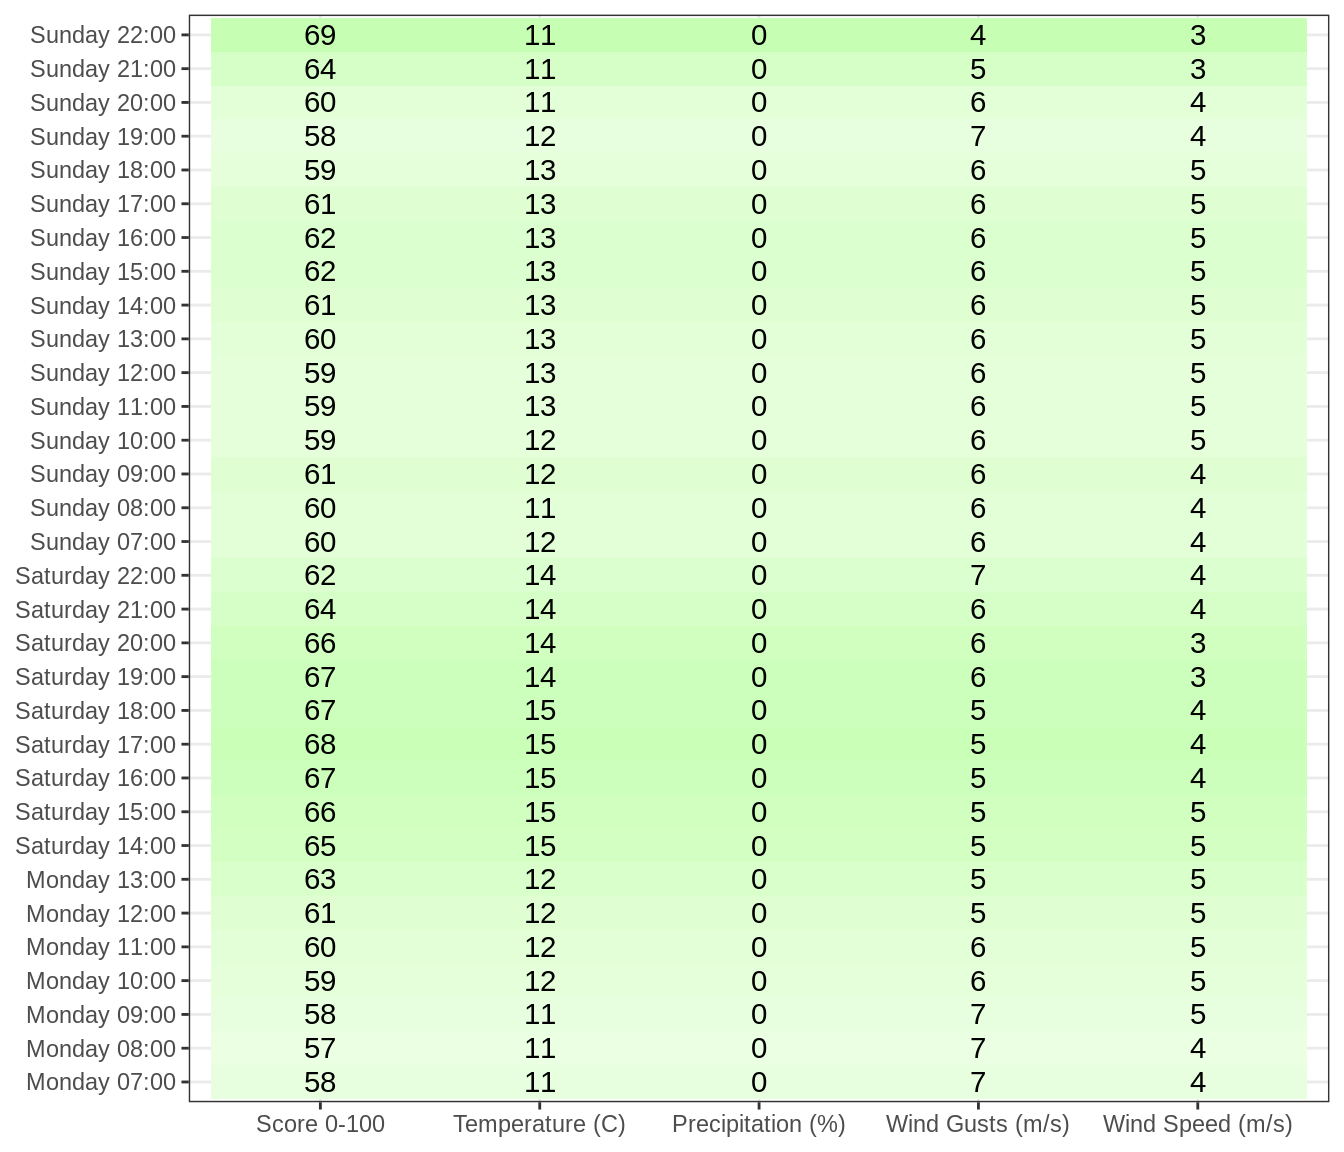 Sunday 22:00 69 11 0 4 3
Sunday 21:00 64 11 0 5 3
Sunday 20:00 60 11 0 6 4
Sunday 19:00 58 12 0 7 4
Sunday 18:00 59 13 0 6 5
Sunday 17:00 61 13 0 6 5
Sunday 16:00 62 13 0 6 5
Sunday 15:00 62 13 0 6 5
Sunday 14:00 61 13 0 6 5
Sunday 13:00 60 13 0 6 5
Sunday 12:00 59 13 0 6 5
Sunday 11:00 59 13 0 6 5
Sunday 10:00 59 12 0 6 5
Sunday 09:00 61 12 0 6 4
Sunday 08:00 60 11 0 6 4
Sunday 07:00 60 12 0 6 4
Saturday 22:00 62 14 0 7 4
Saturday 21:00 64 14 0 6 4
Saturday 20:00 66 14 0 6 3
Saturday 19:00 67 14 0 6 3
Saturday 18:00 67 15 0 5 4
Saturday 17:00 68 15 0 5 4
Saturday 16:00 67 15 0 5 4
Saturday 15:00 66 15 0 5 5
Saturday 14:00 65 15 0 5 5
Monday 13:00 63 12 0 5 5
Monday 12:00 61 12 0 5 5
Monday 11:00 60 12 0 6 5
Monday 10:00 59 12 0 6 5
Monday 09:00 58 11 0 7 5
Monday 08:00 57 11 0 7 4
Monday 07:00 58 11 0 7 4
Score 0-100 Temperature (C) Precipitation (%) Wind Gusts (m/s) Wind Speed (m/s)